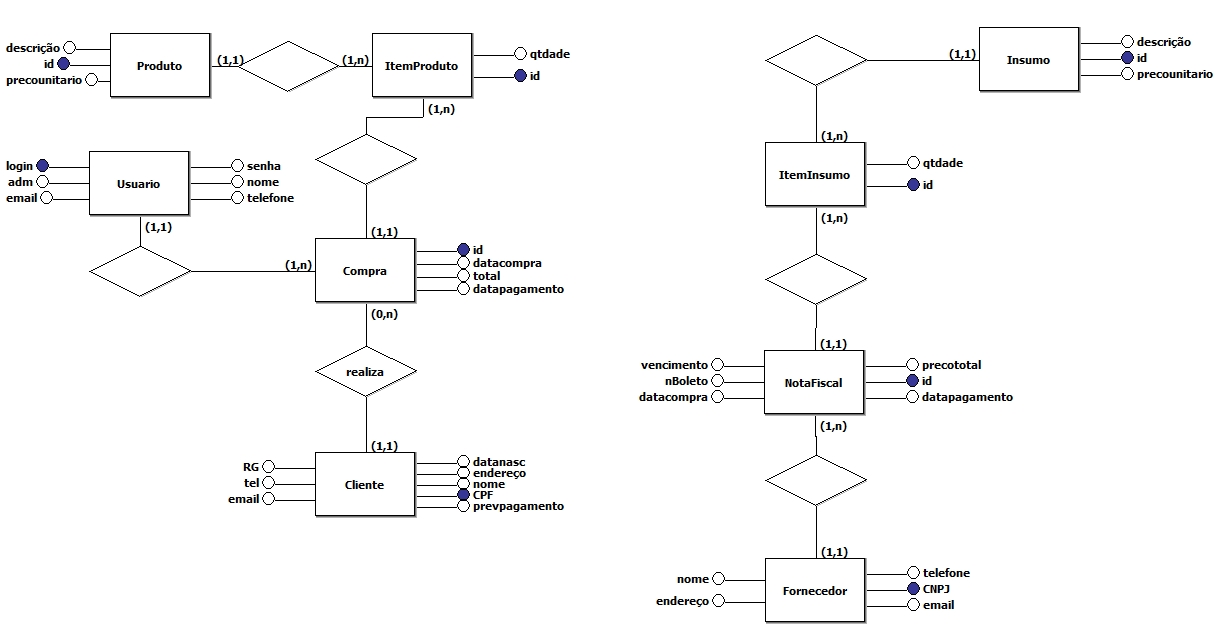 descrição
id
precounitario
Produto
(1,1)
(1,n)
ItemProduto
qtdade
id
(1,n)
login
adm
email
Usuario
senha
nome
telefone
(1,1)
(1,n)
(1,1)
Compra
id
datacompra
total
datapagamento
(0,n)
realiza
(1,1)
RG
tel
email
Cliente
datanasc
endereço
nome
CPF
prevpagamento
(1,1)
Insumo
descrição
id
precounitario
(1,n)
ItemInsumo
qtdade
id
(1,n)
(1,1)
vencimento
nBoleto
datacompra
NotaFiscal
precototal
id
datapagamento
(1,n)
(1,1)
nome
endereço
Fornecedor
telefone
CNPJ
email